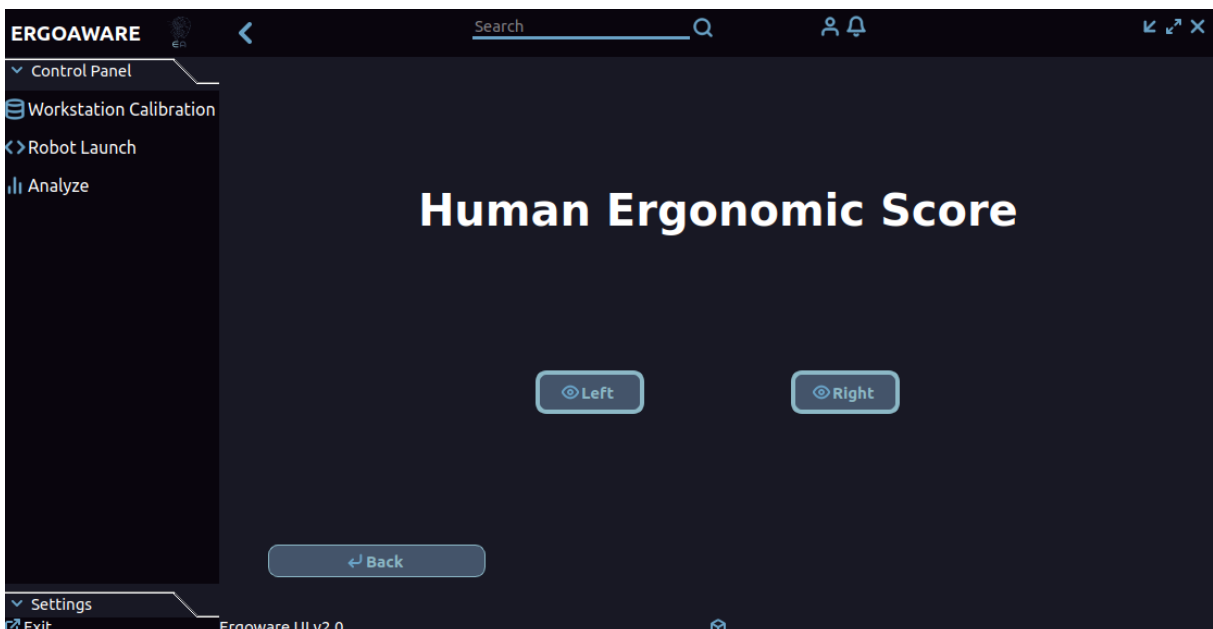 ERGOAWARE
EA
Search
Control Panel
Workstation Calibration
Robot Launch
Analyze
Human Ergonomic Score
Left
Right
Back
Settings
Exit
Ergoware UI v2.0